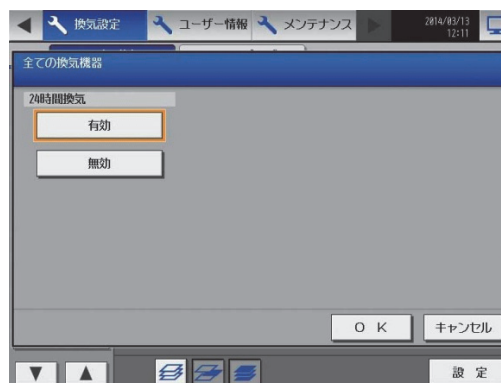 換気設定 ユーザー情報 メンテナンス 2014/03/13
12:11
全ての換気機器
24時間換気
有効
無効
O K キャンセル
設 定